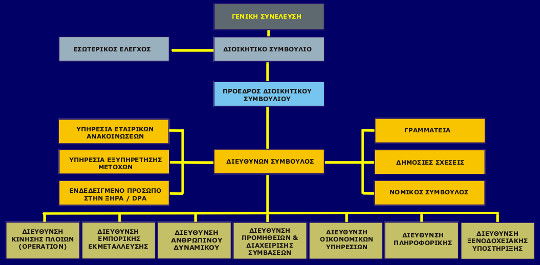 ΓΕΝΙΚΗ ΣΥΝΕΛΕΥΣΗ
ΕΣΩΤΕΡΙΚΟΣ ΕΛΕΓΧΟΣ
ΔΙΟΙΚΗΤΙΚΟ ΣΥΜΒΟΥΛΙΟ
ΠΡΟΕΔΡΟΣ ΔΙΟΙΚΗΤΙΚΟΥ
ΣΥΜΒΟΥΛΙΟΥ
ΥΠΗΡΕΣΙΑ ΕΤΑΙΡΙΚΩΝ
ΑΝΑΚΟΙΝΩΣΕΩΝ
ΓΡΑΜΜΑΤΕΙΑ
ΥΠΗΡΕΣΙΑ ΕΞΥΠΗΡΕΤΗΣΗΣ
ΜΕΤΟΧΩΝ
ΔΙΕΥΘΥΝΩΝ ΣΥΜΒΟΥΛΟΣ
ΔΗΜΟΣΙΕΣ ΣΧΕΣΕΙΣ
ΕΝΔΕΔΕΙΓΜΕΝΟ ΠΡΟΣΩΠΟ
ΣΤΗΝ ΞΗΡΑ / DPA
ΝΟΜΙΚΟΣ ΣΥΜΒΟΥΛΟΣ
ΔΙΕΥΘΥΝΣΗ
ΚΙΝΗΣΗΣ ΠΛΟΙΩΝ
(OPERATION)
ΔΙΕΥΘΥΝΣΗ
ΕΜΠΟΡΙΚΗΣ
ΕΚΜΕΤΑΛΛΕΥΣΗΣ
ΔΙΕΥΘΥΝΣΗ
ΑΝΘΡΩΠΙΝΟΥ
ΔΥΝΑΜΙΚΟΥ
ΔΙΕΥΘΥΝΣΗ
ΠΡΟΜΗΘΕΙΩΝ &
ΔΙΑΧΕΙΡΙΣΗΣ
ΣΥΜΒΑΣΕΩΝ
ΔΙΕΥΘΥΝΣΗ
ΟΙΚΟΝΟΜΙΚΩΝ
ΥΠΗΡΕΣΙΩΝ
ΔΙΕΥΘΥΝΣΗ
ΠΛΗΡΟΦΟΡΙΚΗΣ
ΔΙΕΥΘΥΝΣΗ
ΞΕΝΟΔΟΧΕΙΑΚΗΣ
ΥΠΟΣΤΗΡΙΞΗΣ